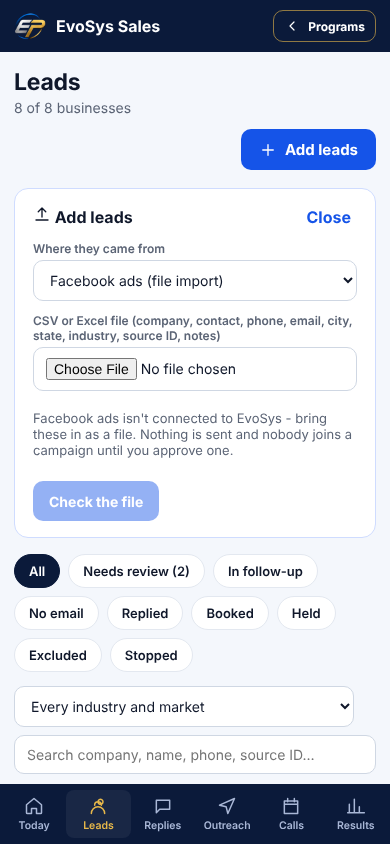 EP EvoSys Sales
Programs
Leads
8 of 8 businesses
Add leads
Add leads
Close
Where they came from
Facebook ads (file import)
CSV or Excel file (company, contact, phone, email, city,
state, industry, source ID, notes)
Choose File No file chosen
Facebook ads isn't connected to EvoSys - bring
these in as a file. Nothing is sent and nobody joins a
campaign until you approve one.
Check the file
All Needs review (2) In follow-up
No email Replied Booked Held
Excluded Stopped
Every industry and market
Search company, name, phone, source ID...
Today Leads Replies Outreach Calls Results